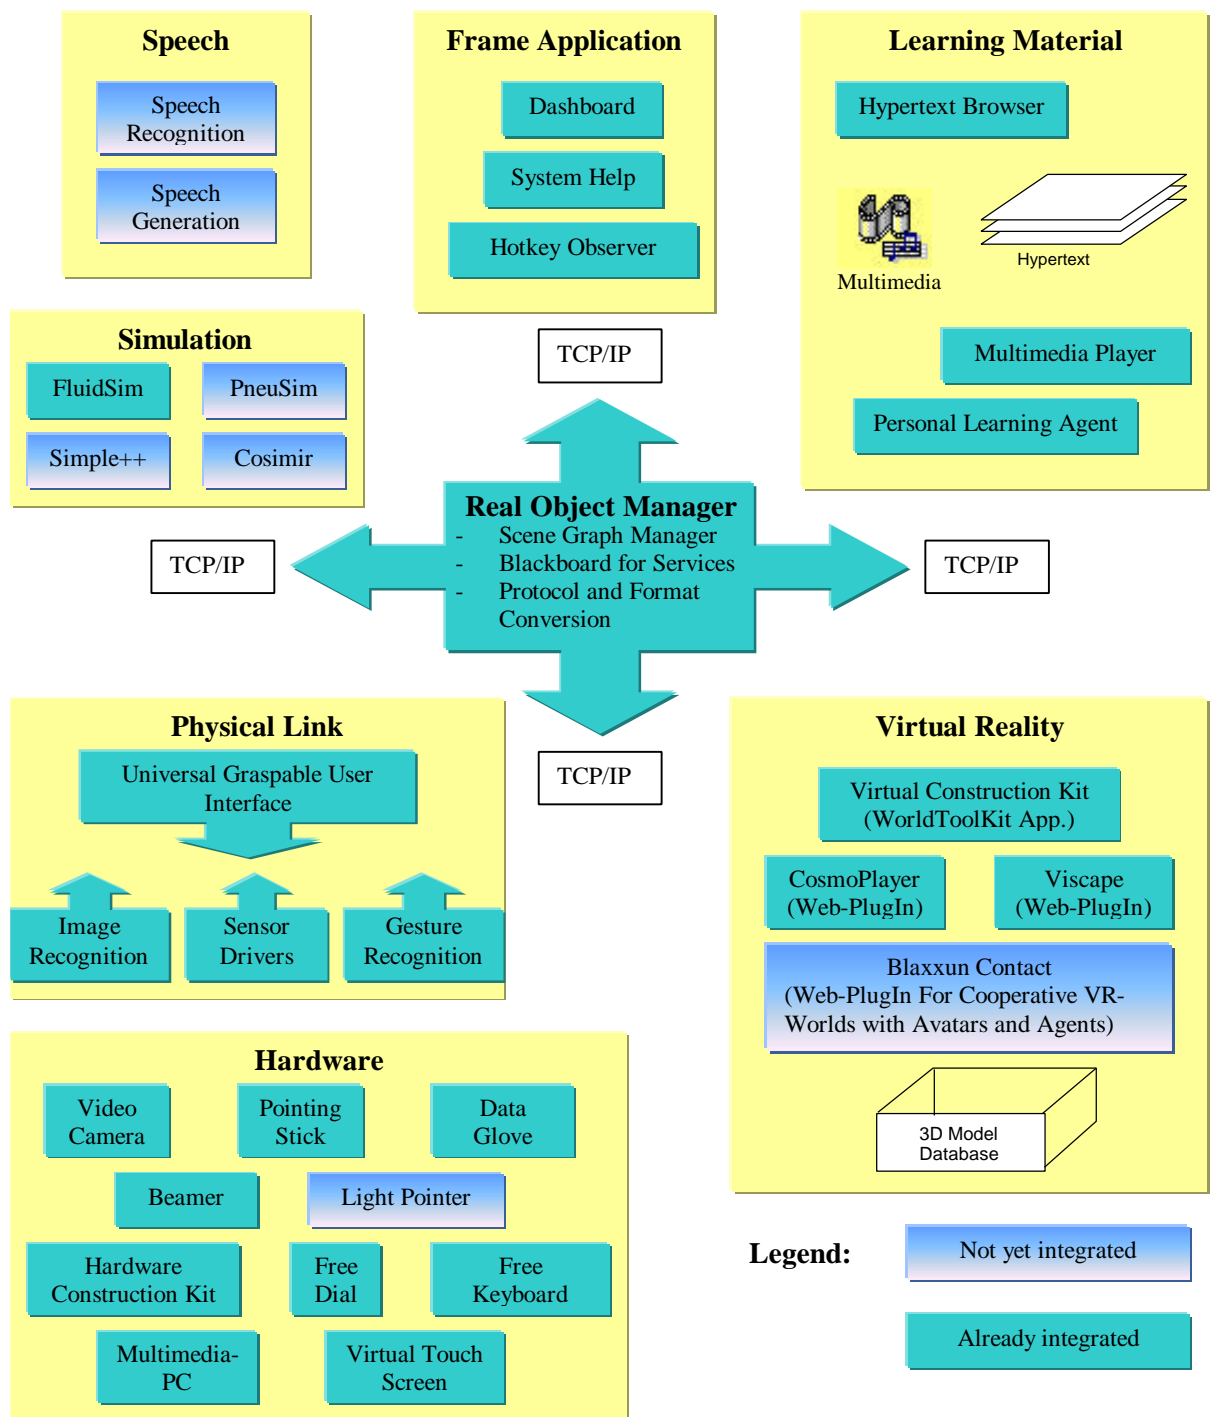 Speech
Speech
Recognition
Speech
Generation
Frame Application
Dashboard
System Help
Hotkey Observer
Learning Material
Hypertext Browser
Multimedia
Hypertext
Multimedia Player
Personal Learning Agent
Simulation
FluidSim
PneuSim
Simple++
Cosimir
TCP/IP
TCP/IP
Real Object Manager
- Scene Graph Manager
- Blackboard for Services
- Protocol and Format
Conversion
TCP/IP
TCP/IP
Physical Link
Universal Graspable User
Interface
Image
Recognition
Sensor
Drivers
Gesture
Recognition
Virtual Reality
Virtual Construction Kit
(WorldToolKit App.)
CosmoPlayer
(Web-PlugIn)
Viscape
(Web-PlugIn)
Blaxxun Contact
(Web-PlugIn For Cooperative VR-
Worlds with Avatars and Agents)
3D Model
Database
Hardware
Video
Camera
Pointing
Stick
Data
Glove
Beamer
Light Pointer
Hardware
Construction Kit
Free
Dial
Free
Keyboard
Multimedia-
PC
Virtual Touch
Screen
Legend:
Not yet integrated
Already integrated